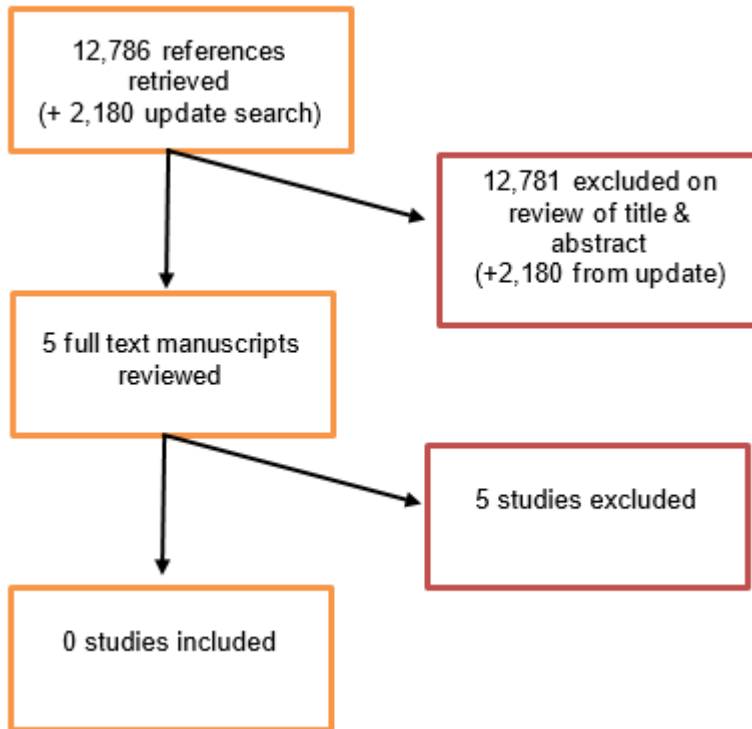 12,786 references
retrieved
(+ 2,180 update search)
12,781 excluded on
review of title &
abstract
(+2,180 from update)
5 full text manuscripts
reviewed
5 studies excluded
0 studies included